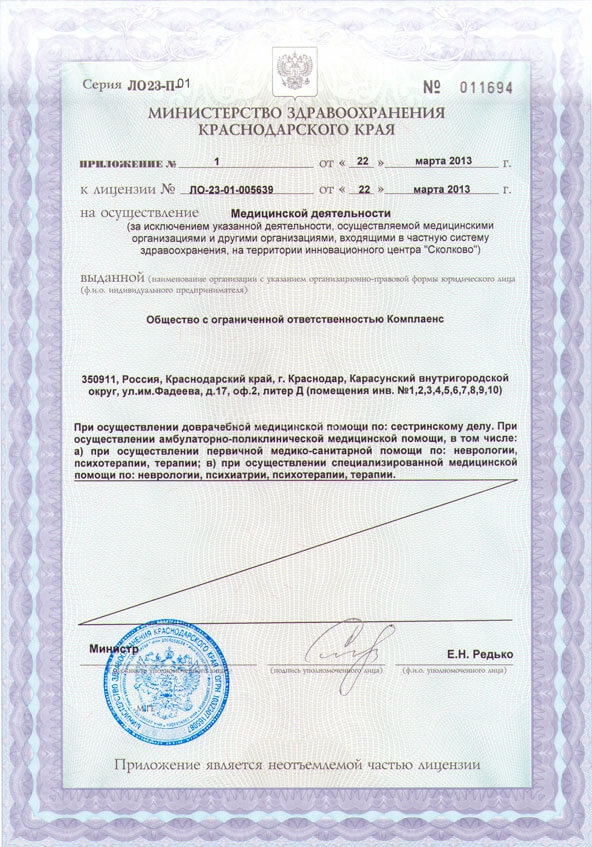 Серия ЛО23-П-01
№ 011694
МИНИСТЕРСТВО ЗДРАВООХРАНЕНИЯ
КРАСНОДАРСКОГО КРАЯ
ПРИЛОЖЕНИЕ № 1 от « 22 » марта 2013 г.
к лицензии № ЛО-23-01-005639 от « 22 » марта 2013 г.
на осуществление Медицинской деятельности
(за исключением указанной деятельности, осуществляемой медицинскими
организациями и другими организациями, входящими в частную систему
здравоохранения, на территории инновационного центра "Сколково")
выданной (наименование организации с указанием организационно-правовой формы юридического лица
(ф.и.о. индивидуального предпринимателя)
Общество с ограниченной ответственностью Комплаенс
350911, Россия, Краснодарский край, г. Краснодар, Карасунский внутригородской
округ, ул.им.Фадеева, д.17, оф.2, литер Д (помещения инв. №1,2,3,4,5,6,7,8,9,10)
При осуществлении доврачебной медицинской помощи по: сестринскому делу. При
осуществлении амбулаторно-поликлинической медицинской помощи, в том числе:
а) при осуществлении первичной медико-санитарной помощи по: неврологии,
психотерапии, терапии; в) при осуществлении специализированной медицинской
помощи по: неврологии, психиатрии, психотерапии, терапии.
Министр
Е.Н. Редько
(подпись уполномоченного лица)
(ф.и.о. уполномоченного лица)
МИНИСТЕРСТВО ЗДРАВООХРАНЕНИЯ КРАСНОДАРСКОГО КРАЯ
М.П.
Приложение является неотъемлемой частью лицензии